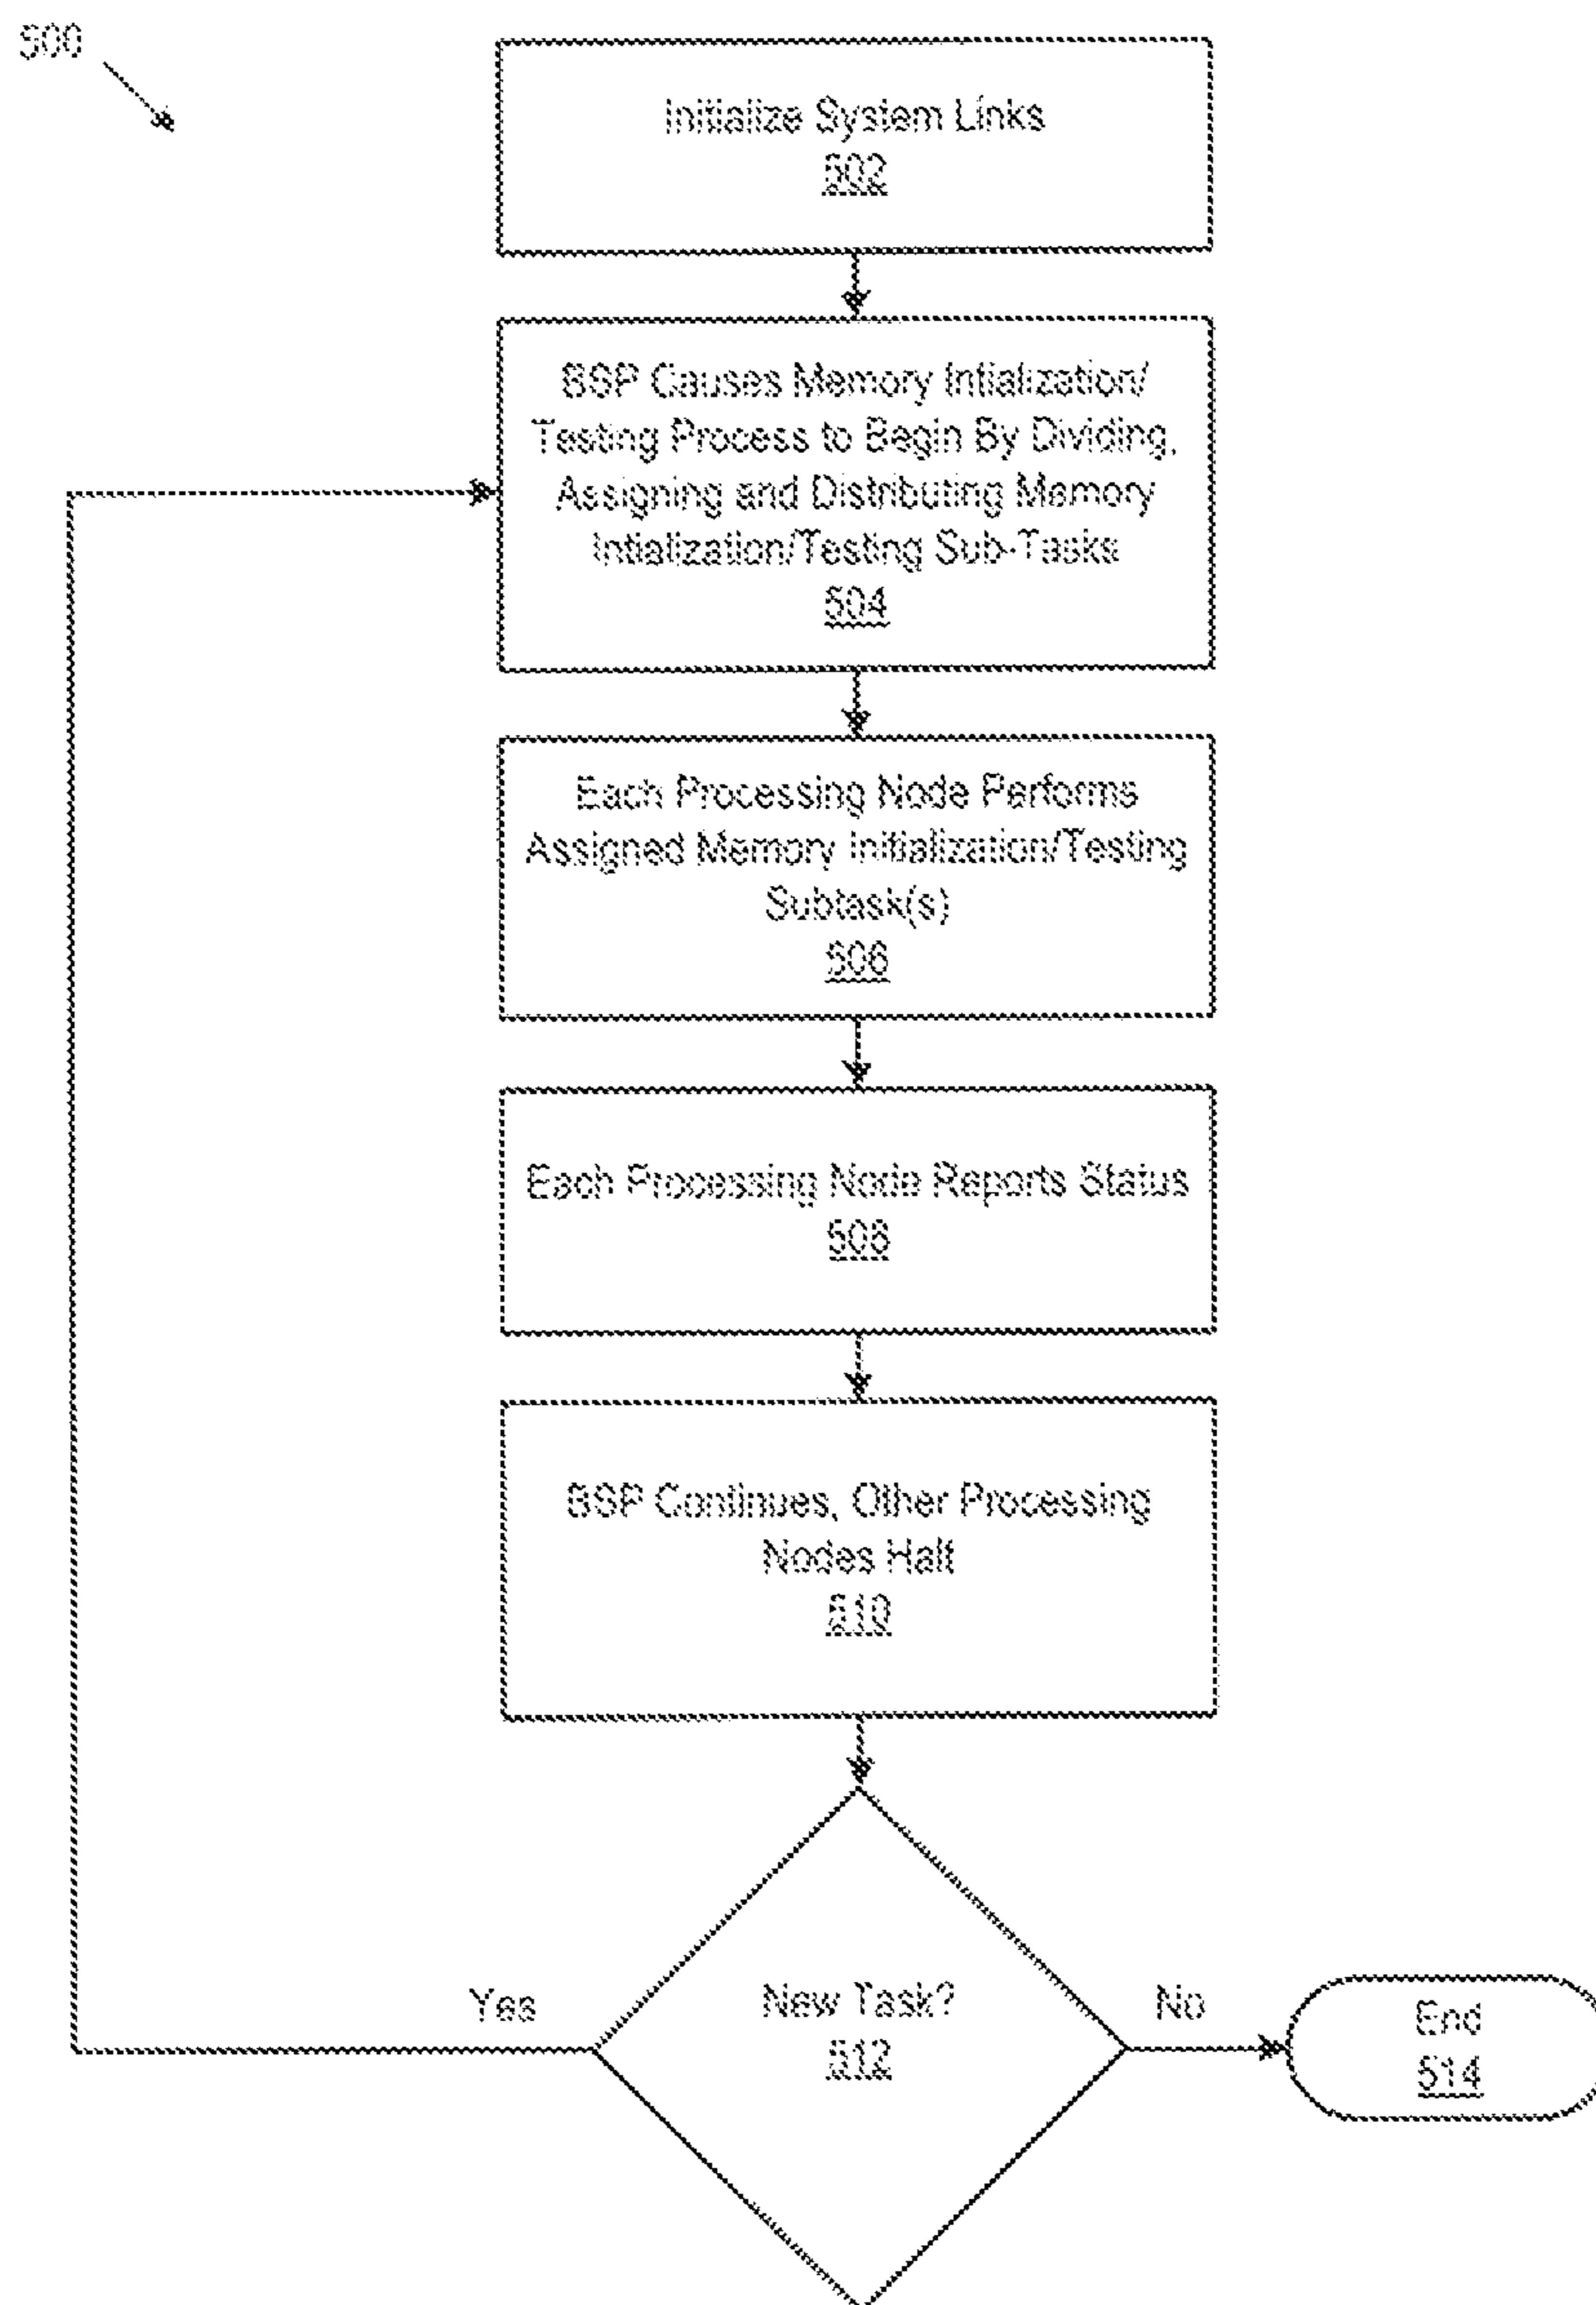 500
Initialize System Links
502
BSP Causes Memory Intialization/
Testing Process to Begin By Dividing,
Assigning and Distributing Memory
Intialization/Testing Sub-Tasks
504
Each Processing Node Performs
Assigned Memory Initialization/Testing
Subtask(s)
506
Each Processing Node Reports Status
508
BSP Continues, Other Processing
Nodes Halt
510
Yes
New Task?
512
No
End
514